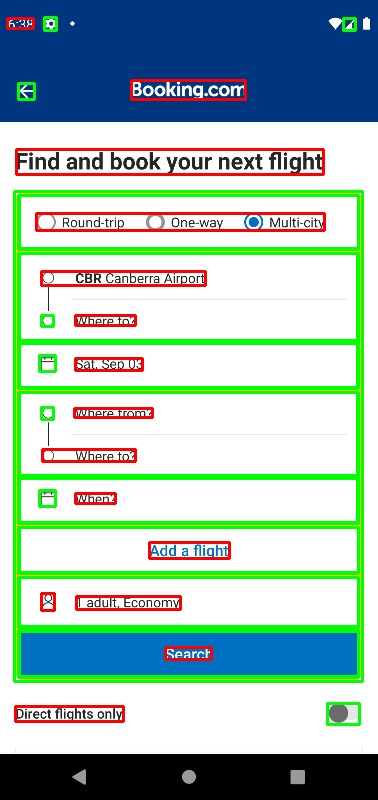 6:38
Booking.com
Find and book your next flight
Round-trip One-way Multi-city
CBR Canberra Airport
Where to?
Sat, Sep 03
Where from?
Where to?
When?
Add a flight
1 adult, Economy
Search
Direct flights only